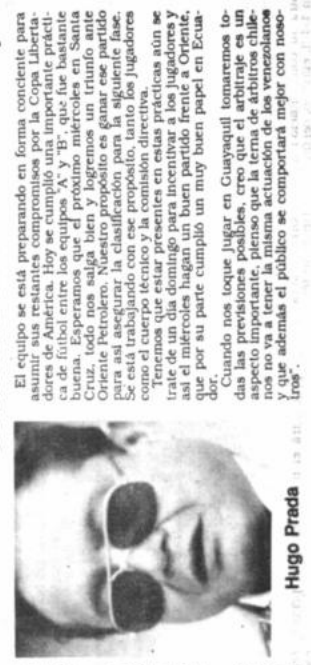 El equipo se está preparando en forma conciente para
asumir sus restantes compromisos por la Copa Liberta-
dores de América. Hoy se cumplió una importante prácti-
ca de fútbol entre los equipos "A" y "B", que fue bastante
buena. Esperamos que el próximo miércoles en Santa
Cruz, todo nos salga bien y logremos un triunfo ante
Oriente Petrolero. Nuestro propósito es ganar ese partido
para así asegurar la clasificación para la siguiente fase.
Se está trabajando con ese propósito, tanto los jugadores
como el cuerpo técnico y la comisión directiva.
Tenemos que estar presentes en estas prácticas aún se
trate de un día domingo para incentivar a los jugadores y
así el miércoles hagan un buen partido frente a Oriente,
que por su parte cumplió un muy buen papel en Ecua-
dor.
Cuando nos toque jugar en Guayaquil tomaremos to-
das las previsiones posibles, creo que el arbitraje es un
aspecto importante, pienso que la terna de árbitros chile-
nos no va a tener la misma actuación de los venezolanos
y que además el público se comportará mejor con noso-
tros".
Hugo Prada